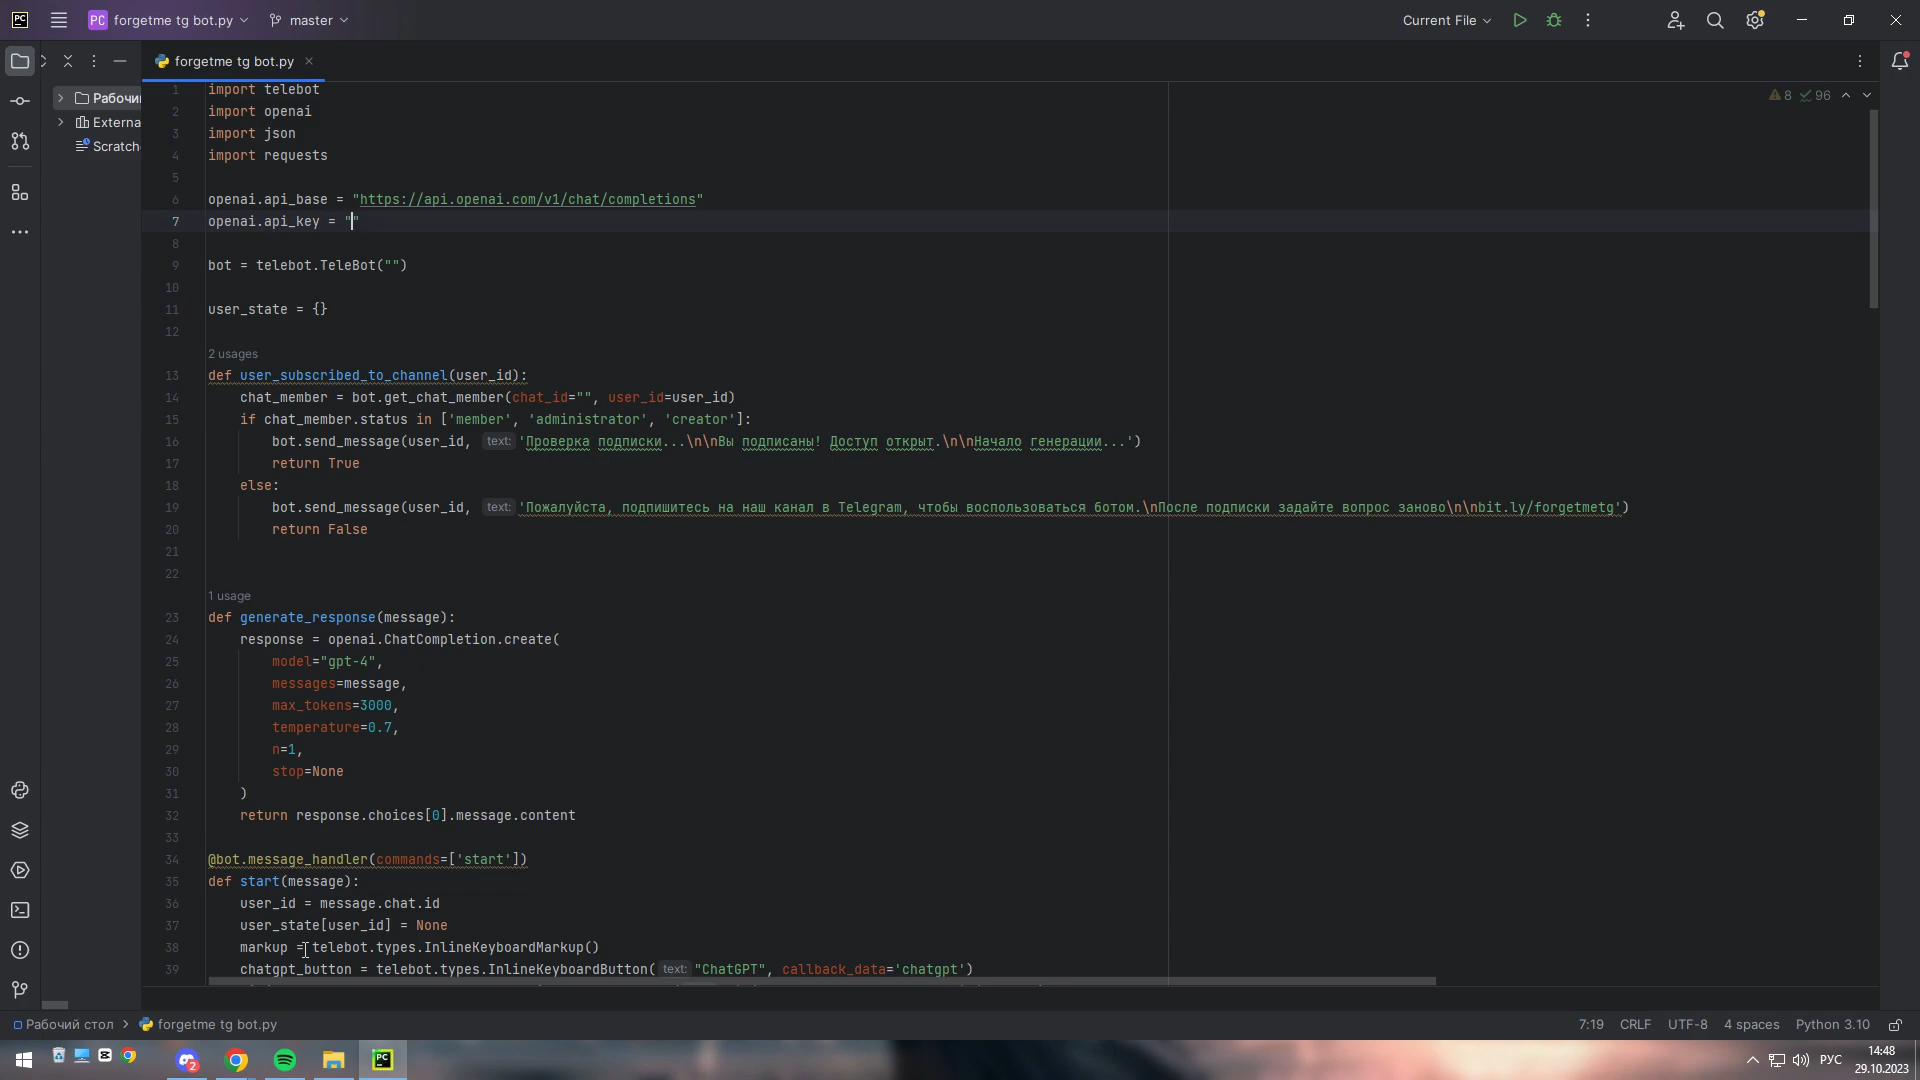 PC forgetme tg bot.py master Current File
forgetme tg bot.py
8 96
Рабочи
Externa
Scratch
1 import telebot
2 import openai
3 import json
4 import requests
5
6 openai.api_base = "https://api.openai.com/v1/chat/completions"
7 openai.api_key = ""
8
9 bot = telebot.TeleBot("")
10
11 user_state = {}
12
2 usages
13 def user_subscribed_to_channel(user_id):
14 chat_member = bot.get_chat_member(chat_id="", user_id=user_id)
15 if chat_member.status in ['member', 'administrator', 'creator']:
16 bot.send_message(user_id, text: 'Проверка подписки...\n\nВы подписаны! Доступ открыт.\n\nНачало генерации...')
17 return True
18 else:
19 bot.send_message(user_id, text: 'Пожалуйста, подпишитесь на наш канал в Telegram, чтобы воспользоваться ботом.\nПосле подписки задайте вопрос заново\n\nbit.ly/forgetmetg')
20 return False
21
22
1 usage
23 def generate_response(message):
24 response = openai.ChatCompletion.create(
25 model="gpt-4",
26 messages=message,
27 max_tokens=3000,
28 temperature=0.7,
29 n=1,
30 stop=None
31 )
32 return response.choices[0].message.content
33
34 @bot.message_handler(commands=['start'])
35 def start(message):
36 user_id = message.chat.id
37 user_state[user_id] = None
38 markup = telebot.types.InlineKeyboardMarkup()
39 chatgpt_button = telebot.types.InlineKeyboardButton( text: "ChatGPT", callback_data='chatgpt')
Рабочий стол forgetme tg bot.py 7:19 CRLF UTF-8 4 spaces Python 3.10
2 PC РУС 14:48
29.10.2023